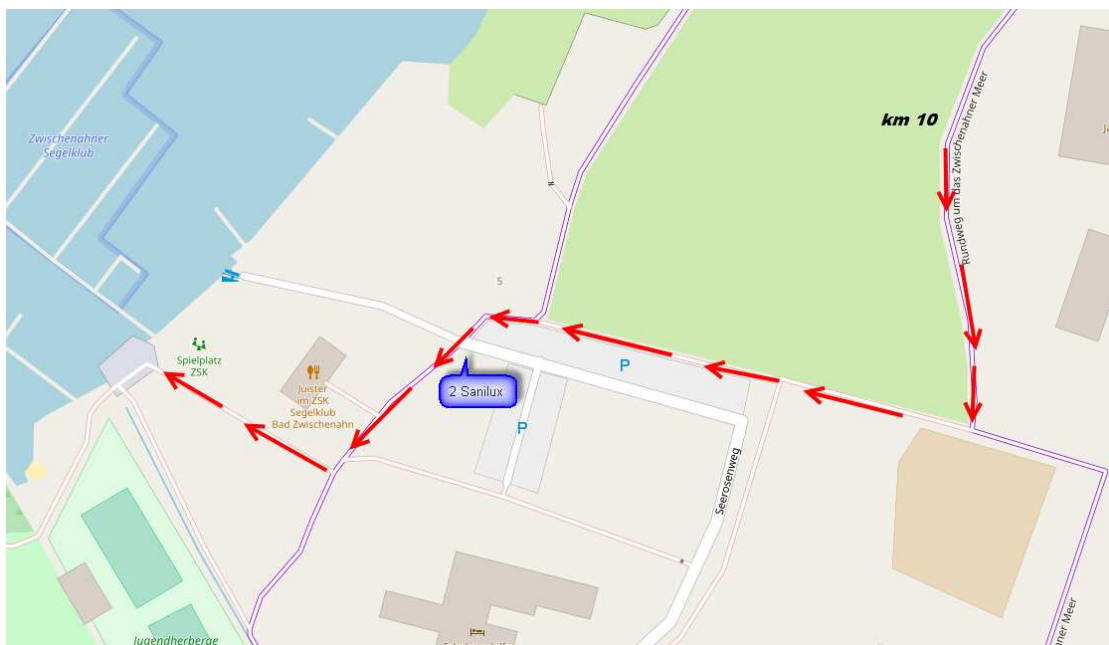 Zwischenahner
Segelklub
km 10
Rundweg um das Zwischenahner Meer
5
Spielplatz
ZSK
Juister
im ZSK
Segelklub
Bad Zwischenahn
2 Sanilux
P
P
Seerosenweg
Jugendherberge